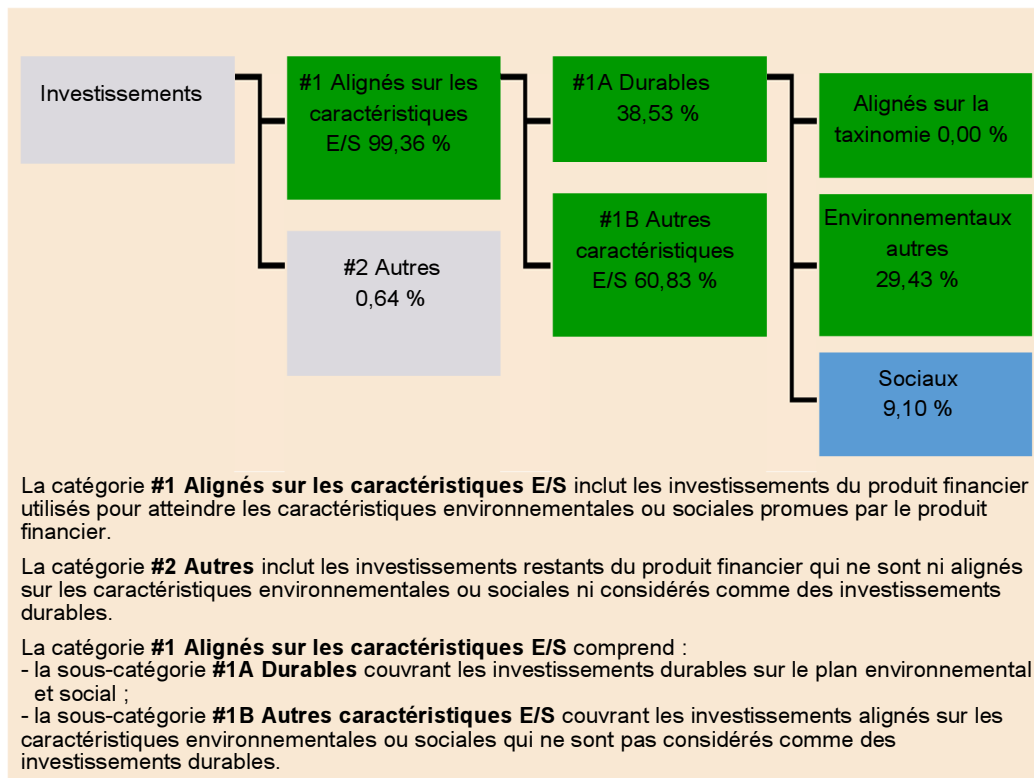 Investissements
#1 Alignés sur les
caractéristiques
E/S 99,36 %
#2 Autres
0,64 %
#1A Durables
38,53 %
#1B Autres
caractéristiques
E/S 60,83 %
Alignés sur la
taxinomie 0,00 %
Environnementaux
autres
29,43 %
Sociaux
9,10 %
La catégorie #1 Alignés sur les caractéristiques E/S inclut les investissements du produit financier
utilisés pour atteindre les caractéristiques environnementales ou sociales promues par le produit
financier.
La catégorie #2 Autres inclut les investissements restants du produit financier qui ne sont ni alignés
sur les caractéristiques environnementales ou sociales ni considérés comme des investissements
durables.
La catégorie #1 Alignés sur les caractéristiques E/S comprend :
- la sous-catégorie #1A Durables couvrant les investissements durables sur le plan environnemental
et social ;
- la sous-catégorie #1B Autres caractéristiques E/S couvrant les investissements alignés sur les
caractéristiques environnementales ou sociales qui ne sont pas considérés comme des
investissements durables.